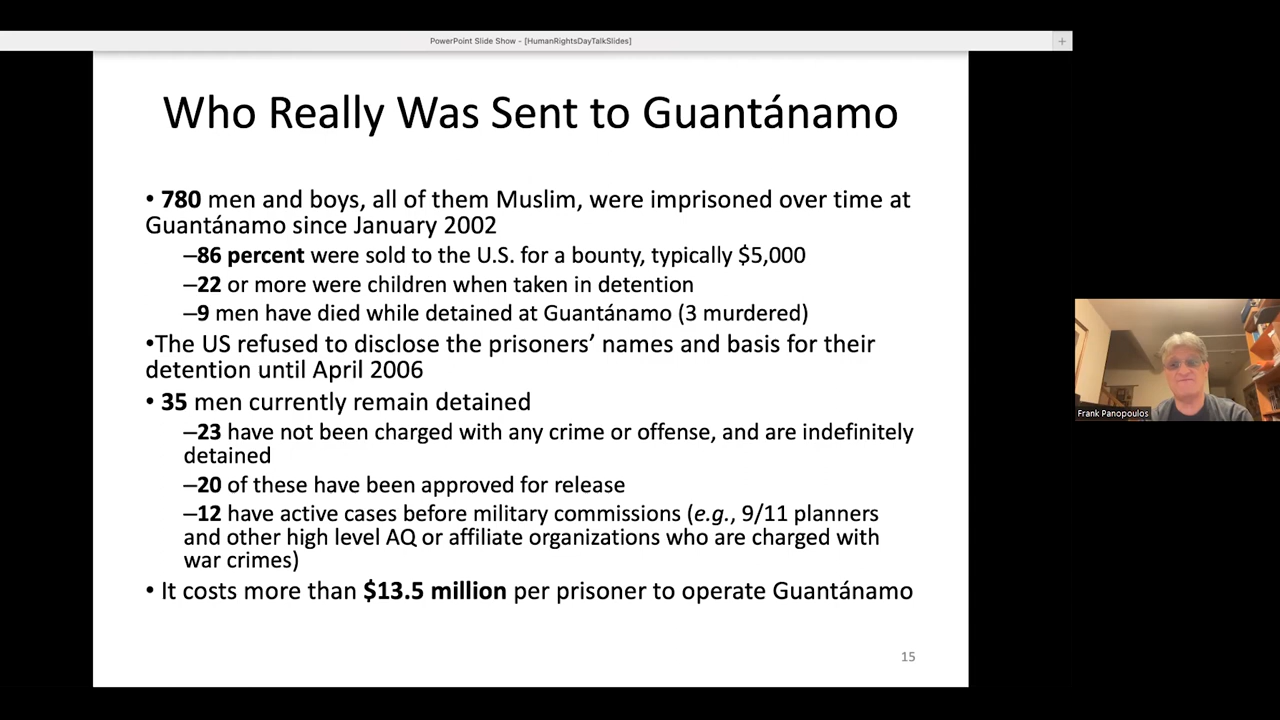 PowerPoint Slide Show - [HumanRightsDayTalkSlides]
Who Really Was Sent to Guantánamo
• 780 men and boys, all of them Muslim, were imprisoned over time at
Guantánamo since January 2002
–86 percent were sold to the U.S. for a bounty, typically $5,000
–22 or more were children when taken in detention
–9 men have died while detained at Guantánamo (3 murdered)
•The US refused to disclose the prisoners’ names and basis for their
detention until April 2006
• 35 men currently remain detained
–23 have not been charged with any crime or offense, and are indefinitely
detained
–20 of these have been approved for release
–12 have active cases before military commissions (e.g., 9/11 planners
and other high level AQ or affiliate organizations who are charged with
war crimes)
• It costs more than $13.5 million per prisoner to operate Guantánamo
15
Frank Panopoulos